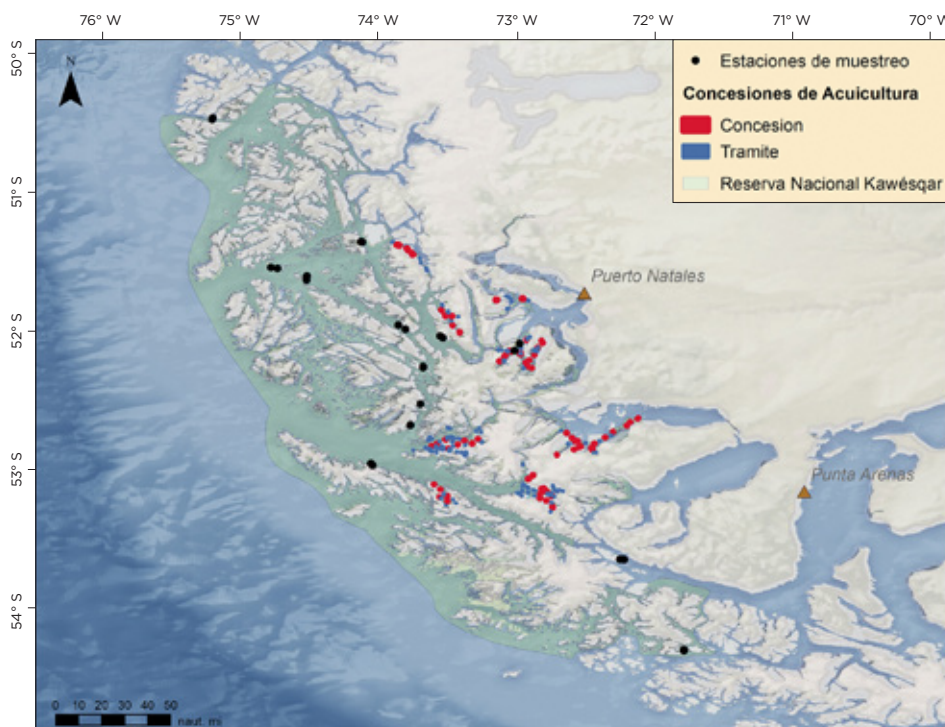 76° W 75° W 74° W 73° W 72° W 71° W 70° W
50° S
51° S
52° S
53° S
54° S
N
Estaciones de muestreo
Concesiones de Acuicultura
Concesion
Tramite
Reserva Nacional Kawésqar
Puerto Natales
Punta Arenas
0 10 20 30 40 50
naut. mi